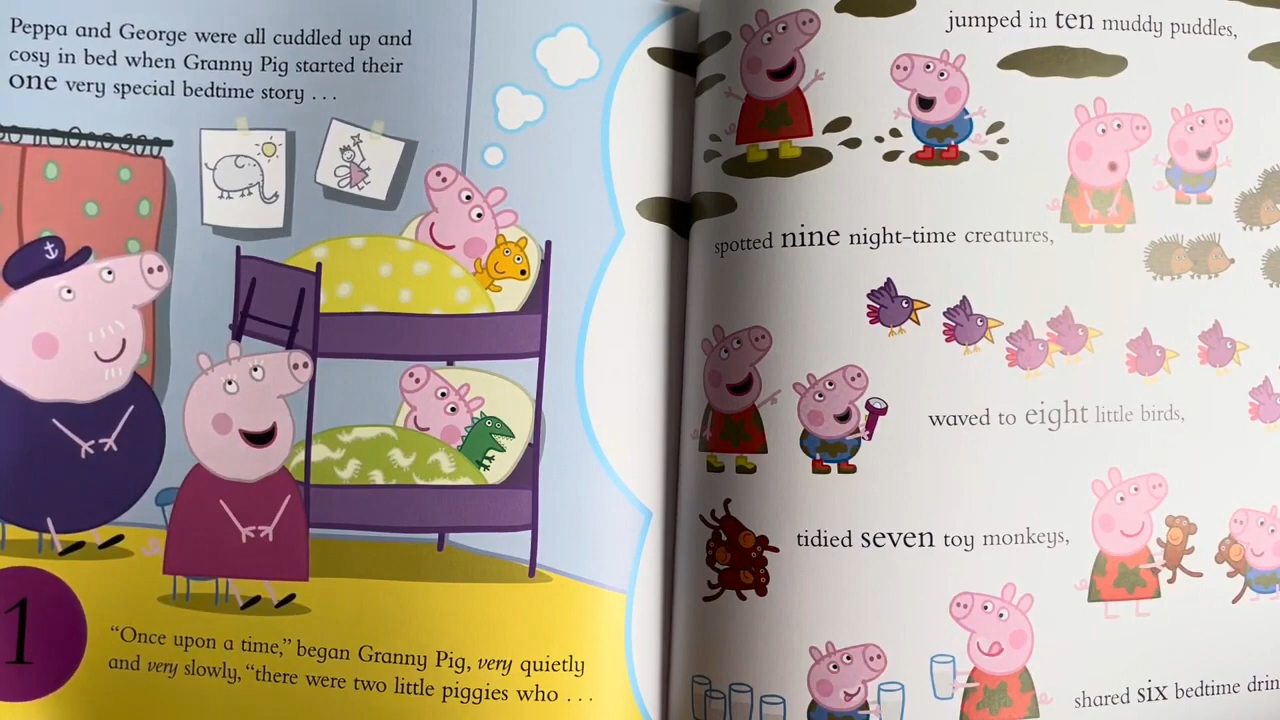 Peppa and George were all cuddled up and
cosy in bed when Granny Pig started their
one very special bedtime story . . .
1
“Once upon a time,” began Granny Pig, very quietly
and very slowly, “there were two little piggies who . . .
jumped in ten muddy puddles,
spotted nine night-time creatures,
waved to eight little birds,
tidied seven toy monkeys,
shared six bedtime